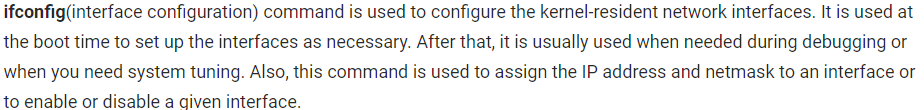 ifconfig(interface configuration) command is used to configure the kernel-resident network interfaces. It is used at
the boot time to set up the interfaces as necessary. After that, it is usually used when needed during debugging or
when you need system tuning. Also, this command is used to assign the IP address and netmask to an interface or
to enable or disable a given interface.